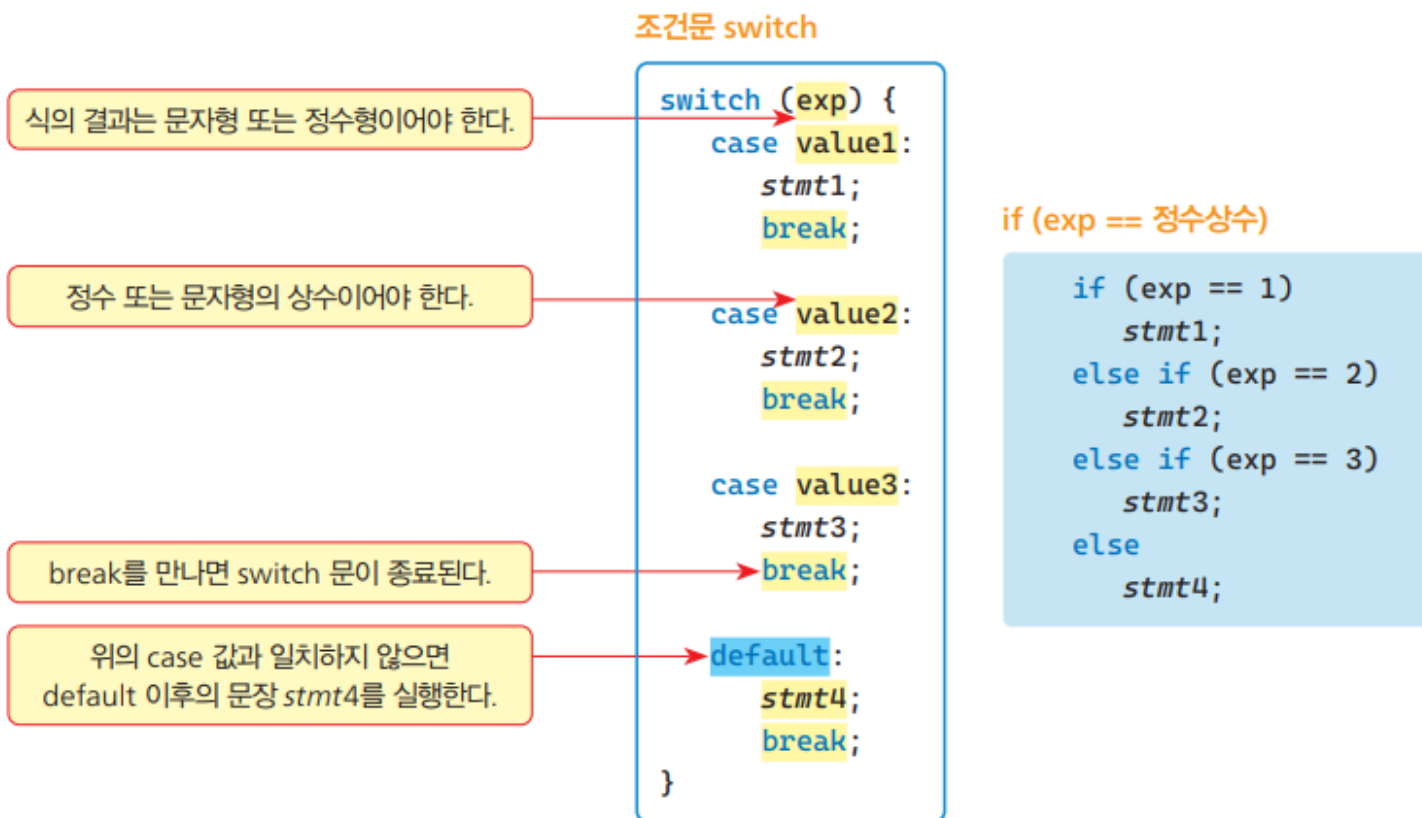 조건문 switch
식의 결과는 문자형 또는 정수형이어야 한다.
정수 또는 문자형의 상수이어야 한다.
break를 만나면 switch 문이 종료된다.
위의 case 값과 일치하지 않으면
default 이후의 문장 stmt4를 실행한다.
switch (exp) {
case value1:
stmt1;
break;
case value2:
stmt2;
break;
case value3:
stmt3;
break;
default:
stmt4;
break;
}
if (exp == 정수상수)
if (exp == 1)
stmt1;
else if (exp == 2)
stmt2;
else if (exp == 3)
stmt3;
else
stmt4;